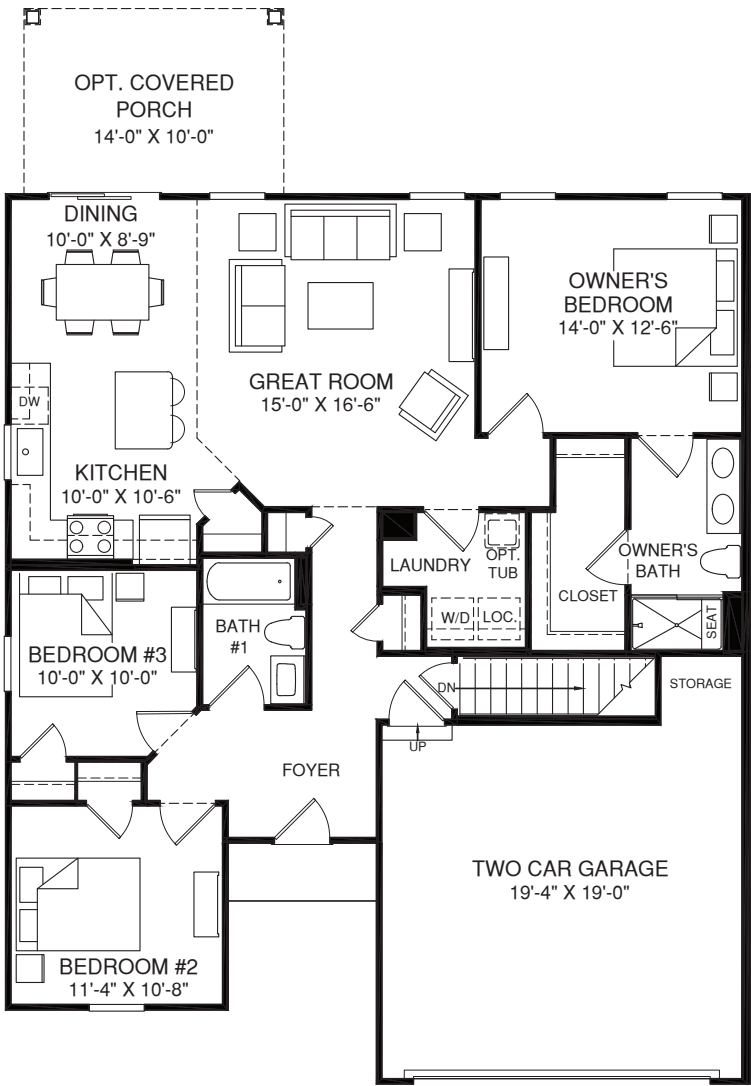 OPT. COVERED
PORCH
14'-0" X 10'-0"
DINING
10'-0" X 8'-9"
OWNER'S
BEDROOM
14'-0" X 12'-6"
GREAT ROOM
15'-0" X 16'-6"
DW
KITCHEN
10'-0" X 10'-6"
LAUNDRY
OPT.
TUB
OWNER'S
BATH
CLOSET
W/D
LOC.
SEAT
BATH
#1
BEDROOM #3
10'-0" X 10'-0"
DN
STORAGE
UP
FOYER
TWO CAR GARAGE
19'-4" X 19'-0"
BEDROOM #2
11'-4" X 10'-8"